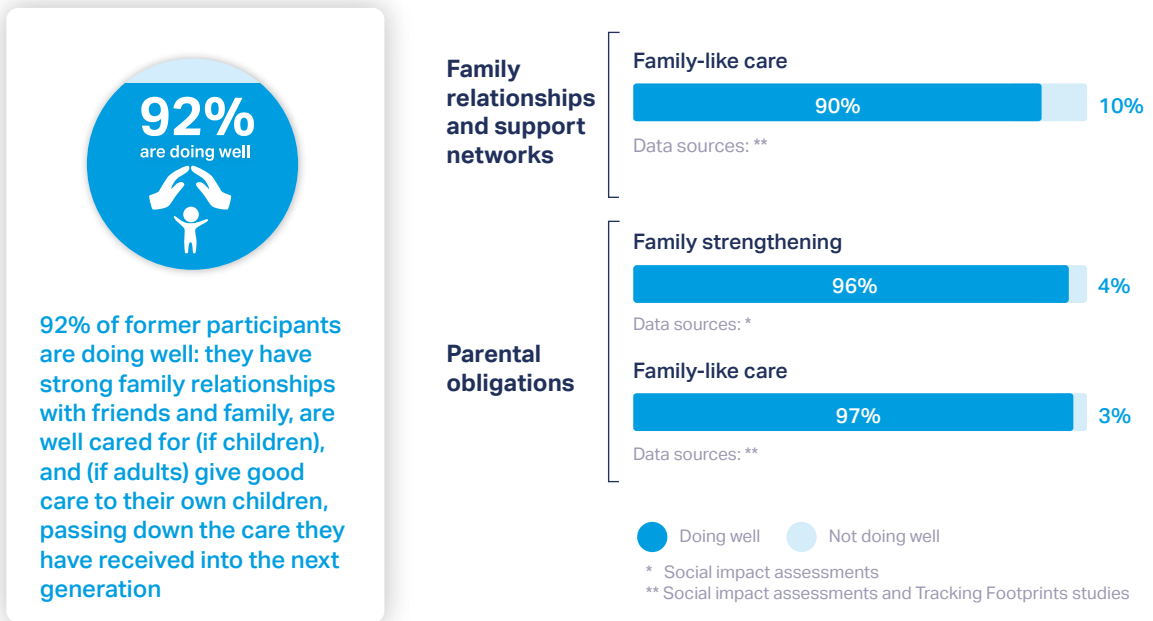 92%
are doing well
92% of former participants
are doing well: they have
strong family relationships
with friends and family, are
well cared for (if children),
and (if adults) give good
care to their own children,
passing down the care they
have received into the next
generation
Family
relationships
and support
networks
Family-like care
90%
10%
Data sources: **
Parental
obligations
Family strengthening
96%
4%
Data sources: *
Family-like care
97%
3%
Data sources: **
Doing well
Not doing well
* Social impact assessments
** Social impact assessments and Tracking Footprints studies